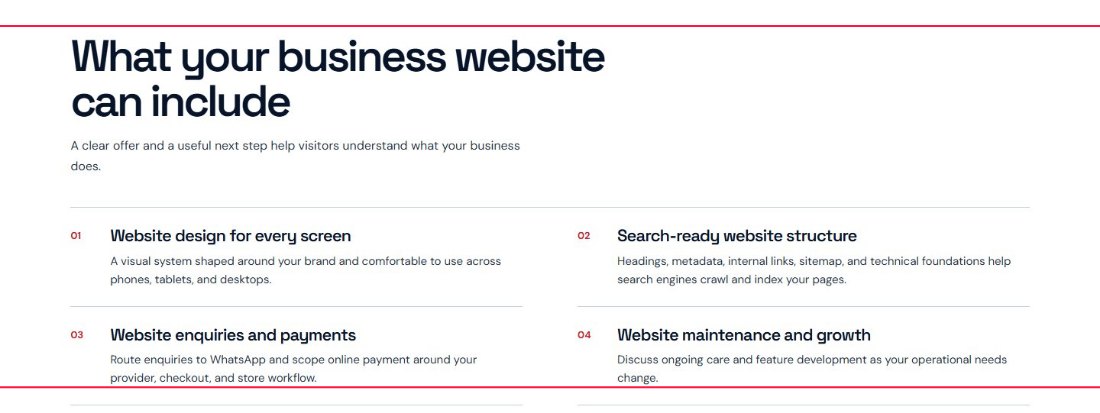 What your business website
can include
A clear offer and a useful next step help visitors understand what your business
does.
01 Website design for every screen
A visual system shaped around your brand and comfortable to use across
phones, tablets, and desktops.
02 Search-ready website structure
Headings, metadata, internal links, sitemap, and technical foundations help
search engines crawl and index your pages.
03 Website enquiries and payments
Route enquiries to WhatsApp and scope online payment around your
provider, checkout, and store workflow.
04 Website maintenance and growth
Discuss ongoing care and feature development as your operational needs
change.